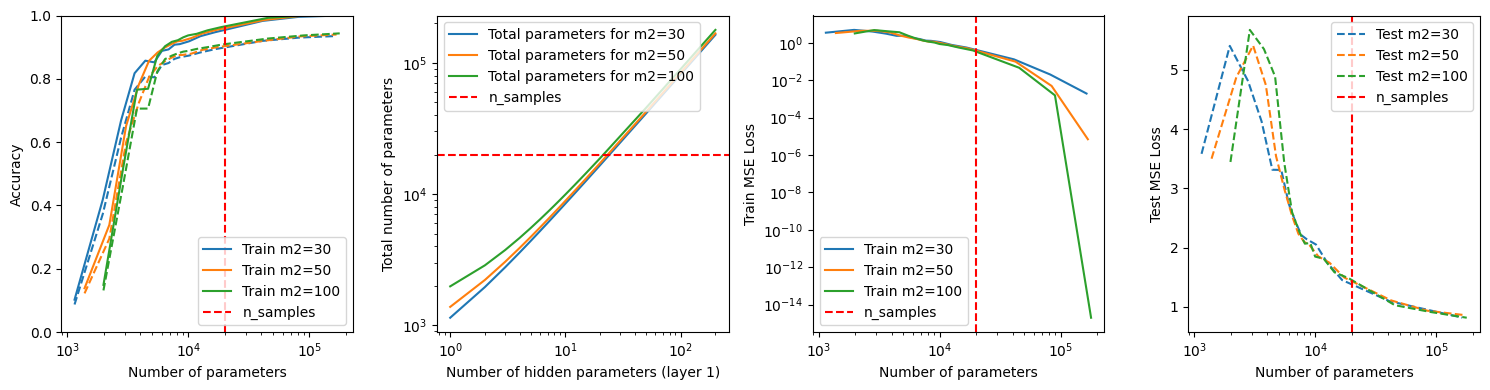 Accuracy
1.0
0.8
0.6
0.4
0.2
0.0
Train m2=30
Train m2=50
Train m2=100
n_samples
10³
10⁴
10⁵
Number of parameters
Total number of parameters
10⁵
10⁴
10³
Total parameters for m2=30
Total parameters for m2=50
Total parameters for m2=100
n_samples
10⁰
10¹
10²
Number of hidden parameters (layer 1)
Train MSE Loss
10⁰
10⁻²
10⁻⁴
10⁻⁶
10⁻⁸
10⁻¹⁰
10⁻¹²
10⁻¹⁴
Train m2=30
Train m2=50
Train m2=100
n_samples
10³
10⁴
10⁵
Number of parameters
Test MSE Loss
5
4
3
2
1
Test m2=30
Test m2=50
Test m2=100
n_samples
10³
10⁴
10⁵
Number of parameters